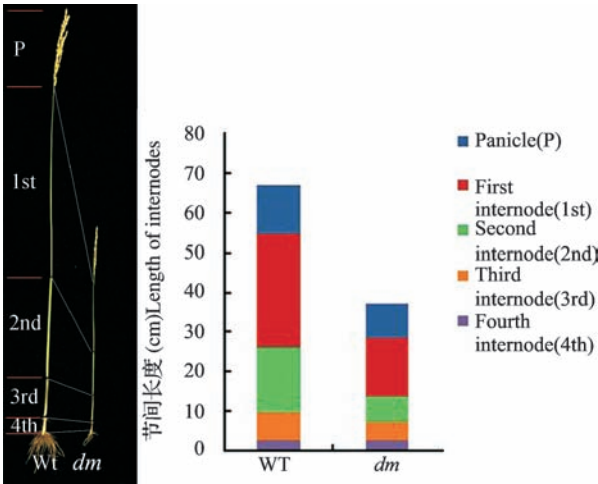 P
1st
2nd
3rd
4th
Wt dm
节间长度 (cm)Length of internodes
80
70
60
50
40
30
20
10
0
WT dm
Panicle(P)
First
internode(1st)
Second
internode(2nd)
Third
internode(3rd)
Fourth
internode(4th)